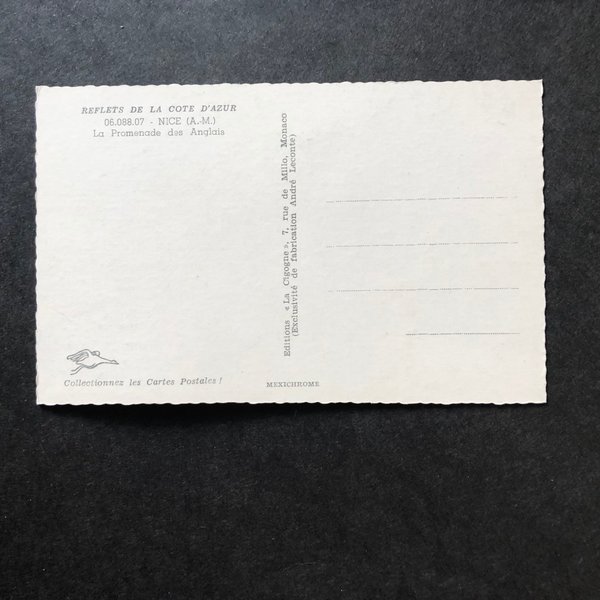 REFLETS DE LA COTE D'AZUR
06.088.07 - NICE (A.-M.)
La Promenade des Anglais
Editions « La Cigogne », 7, rue de Millo, Monaco
(Exclusivité de fabrication André Leconte)
Collectionnez les Cartes Postales !
MEXICHROME